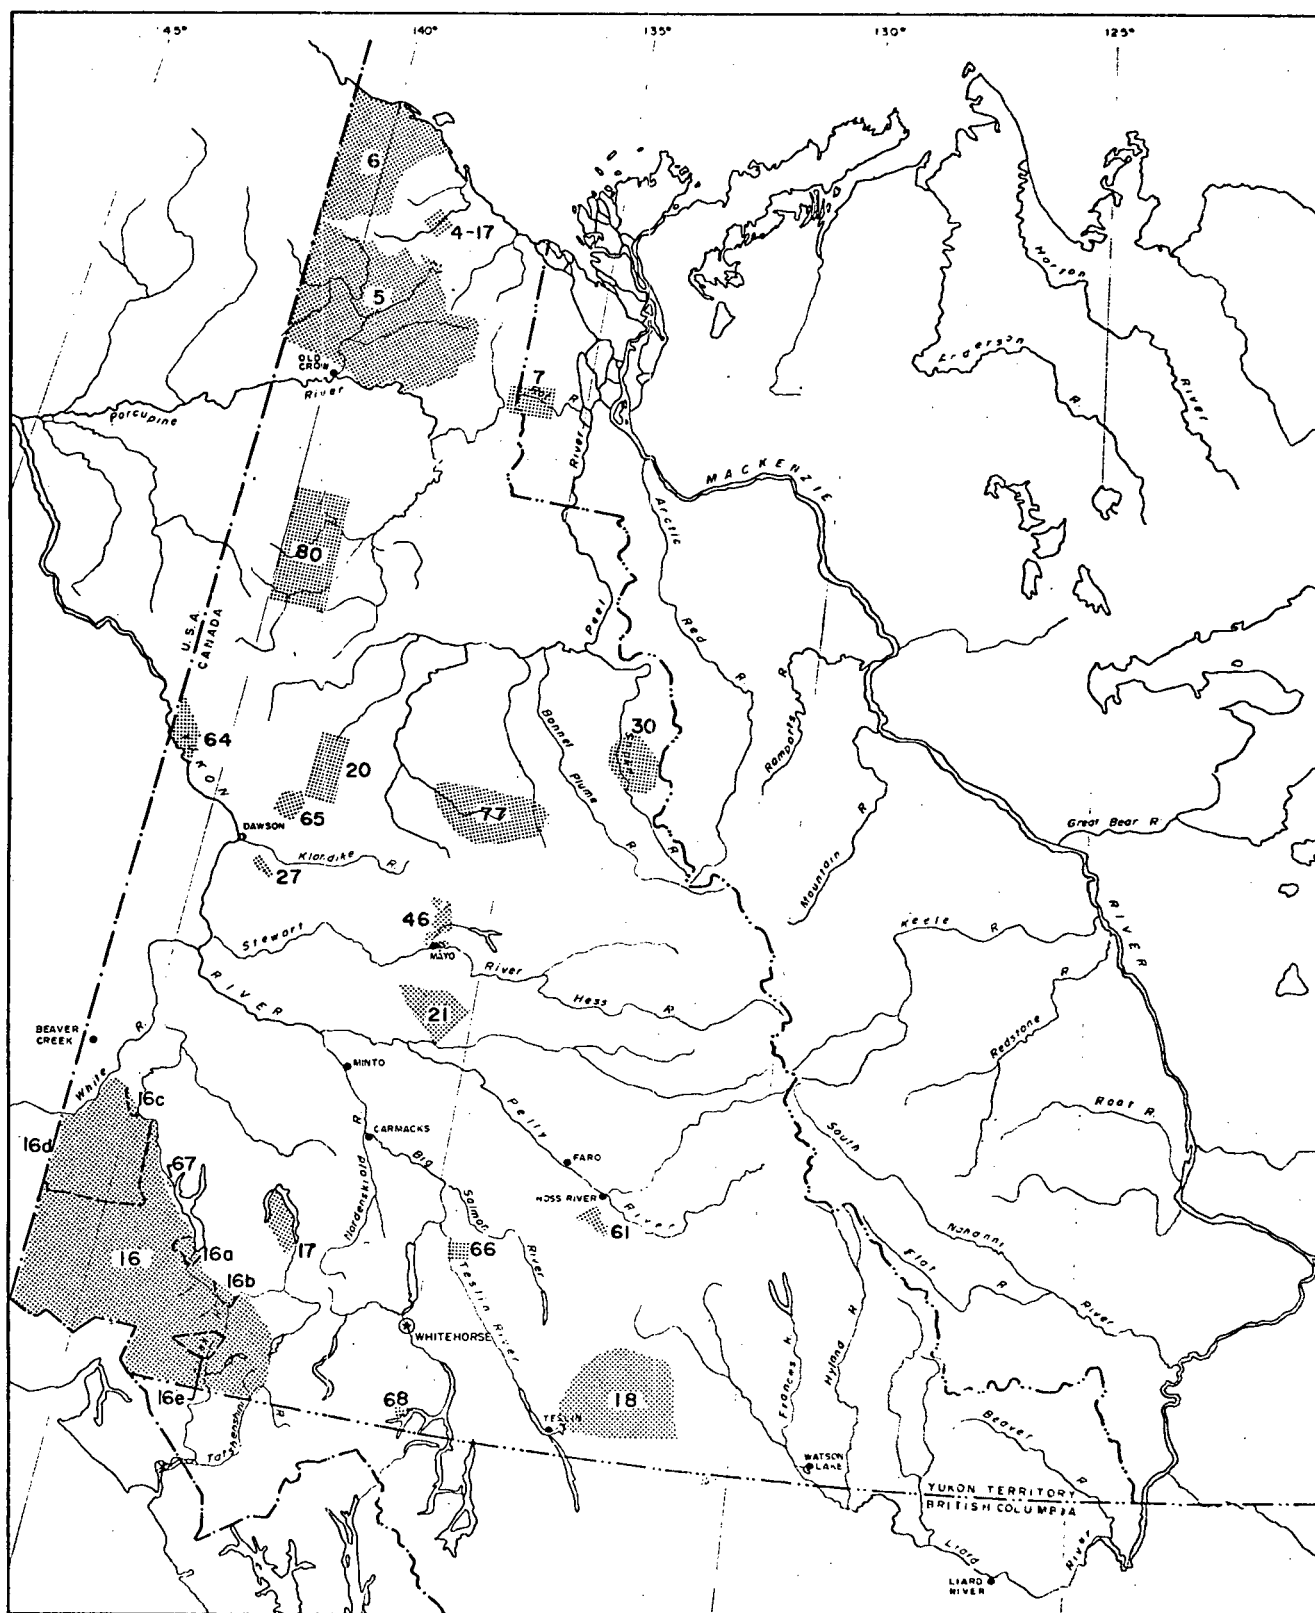 145° 140° 135° 130° 125°
6
4-17
5
OLD
CROW
River
Porcupine
7
R.
River
Horton
River
Anderson
R.
MACKENZIE
Arctic
Red
R.
80
U.S.A.
CANADA
Peel
64
YUKON
20
65
DAWSON
Klondike R.
27
77
Bonnet
Plume
R.
30
R.
Ramparts
R.
Mountain
R.
Great Bear R.
46
MAYO
Stewart
River
Hess
R.
Keele R.
RIVER
R.
Redstone
RIVER
21
BEAVER
CREEK
White
R.
MINTO
16c
Pelly
CARMACKS
Big
Salmon
River
R.
Nordenskiold
FARO
ROSS RIVER
River
61
South
Nahanni
River
Root R.
16d
67
16
16a
17
16b
66
Teslin River
Flat
R.
WHITEHORSE
16e
Tatshenshini
R.
68
18
TESLIN
Frances R.
Hyland
R.
WATSON
LAKE
Beaver
R.
YUKON TERRITORY
BRITISH COLUMBIA
Liard
River
LIARD
RIVER